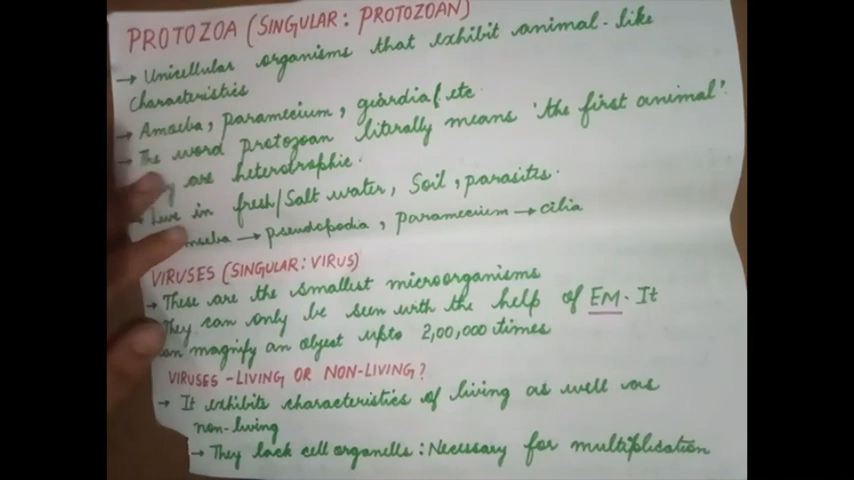 PROTOZOA (SINGULAR : PROTOZOAN)
→ Unicellular organisms that exhibit animal-like
characteristics
→ Amoeba, paramecium, giardia, etc.
→ The word protozoan literally means 'the first animal'.
are heterotrophic.
Live in fresh/Salt water, Soil, parasites.
moeba → pseudopodia, paramecium → cilia
VIRUSES (SINGULAR: VIRUS)
→ These are the smallest microorganisms
They can only be seen with the help of EM. It
can magnify an object upto 2,00,000 times
VIRUSES - LIVING OR NON-LIVING?
→ It exhibits characteristics of living as well as
non-living
→ They lack cell organells : Necessary for multiplication